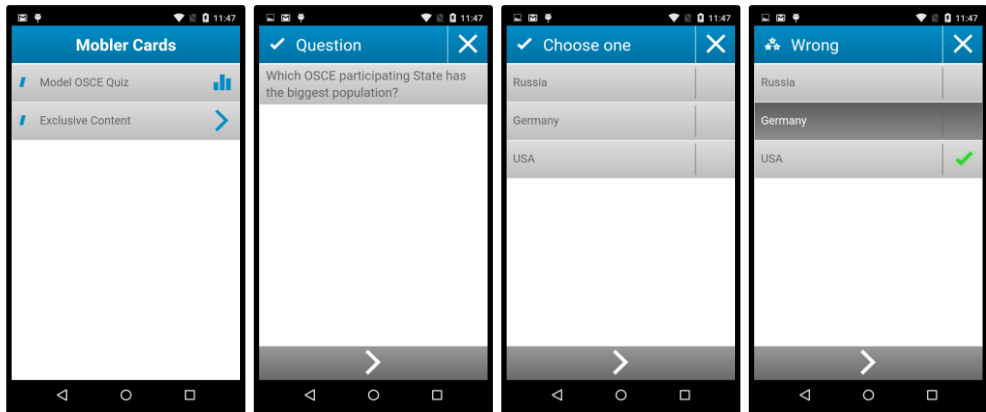 11:47
Mobler Cards
Model OSCE Quiz
Exclusive Content
11:47
Question
Which OSCE participating State has
the biggest population?
11:47
Choose one
Russia
Germany
USA
11:47
Wrong
Russia
Germany
USA